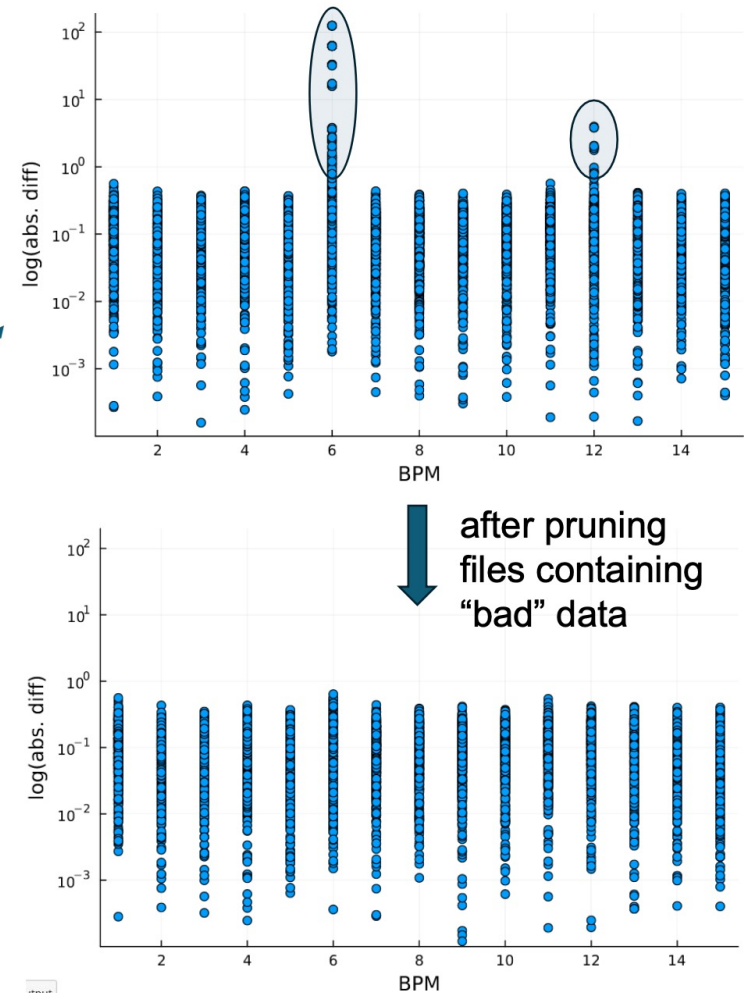 10²
10¹
10⁰
10⁻¹
10⁻²
10⁻³
log(abs. diff)
2 4 6 8 10 12 14
BPM
after pruning
files containing
“bad” data
10²
10¹
10⁰
10⁻¹
10⁻²
10⁻³
log(abs. diff)
2 4 6 8 10 12 14
BPM